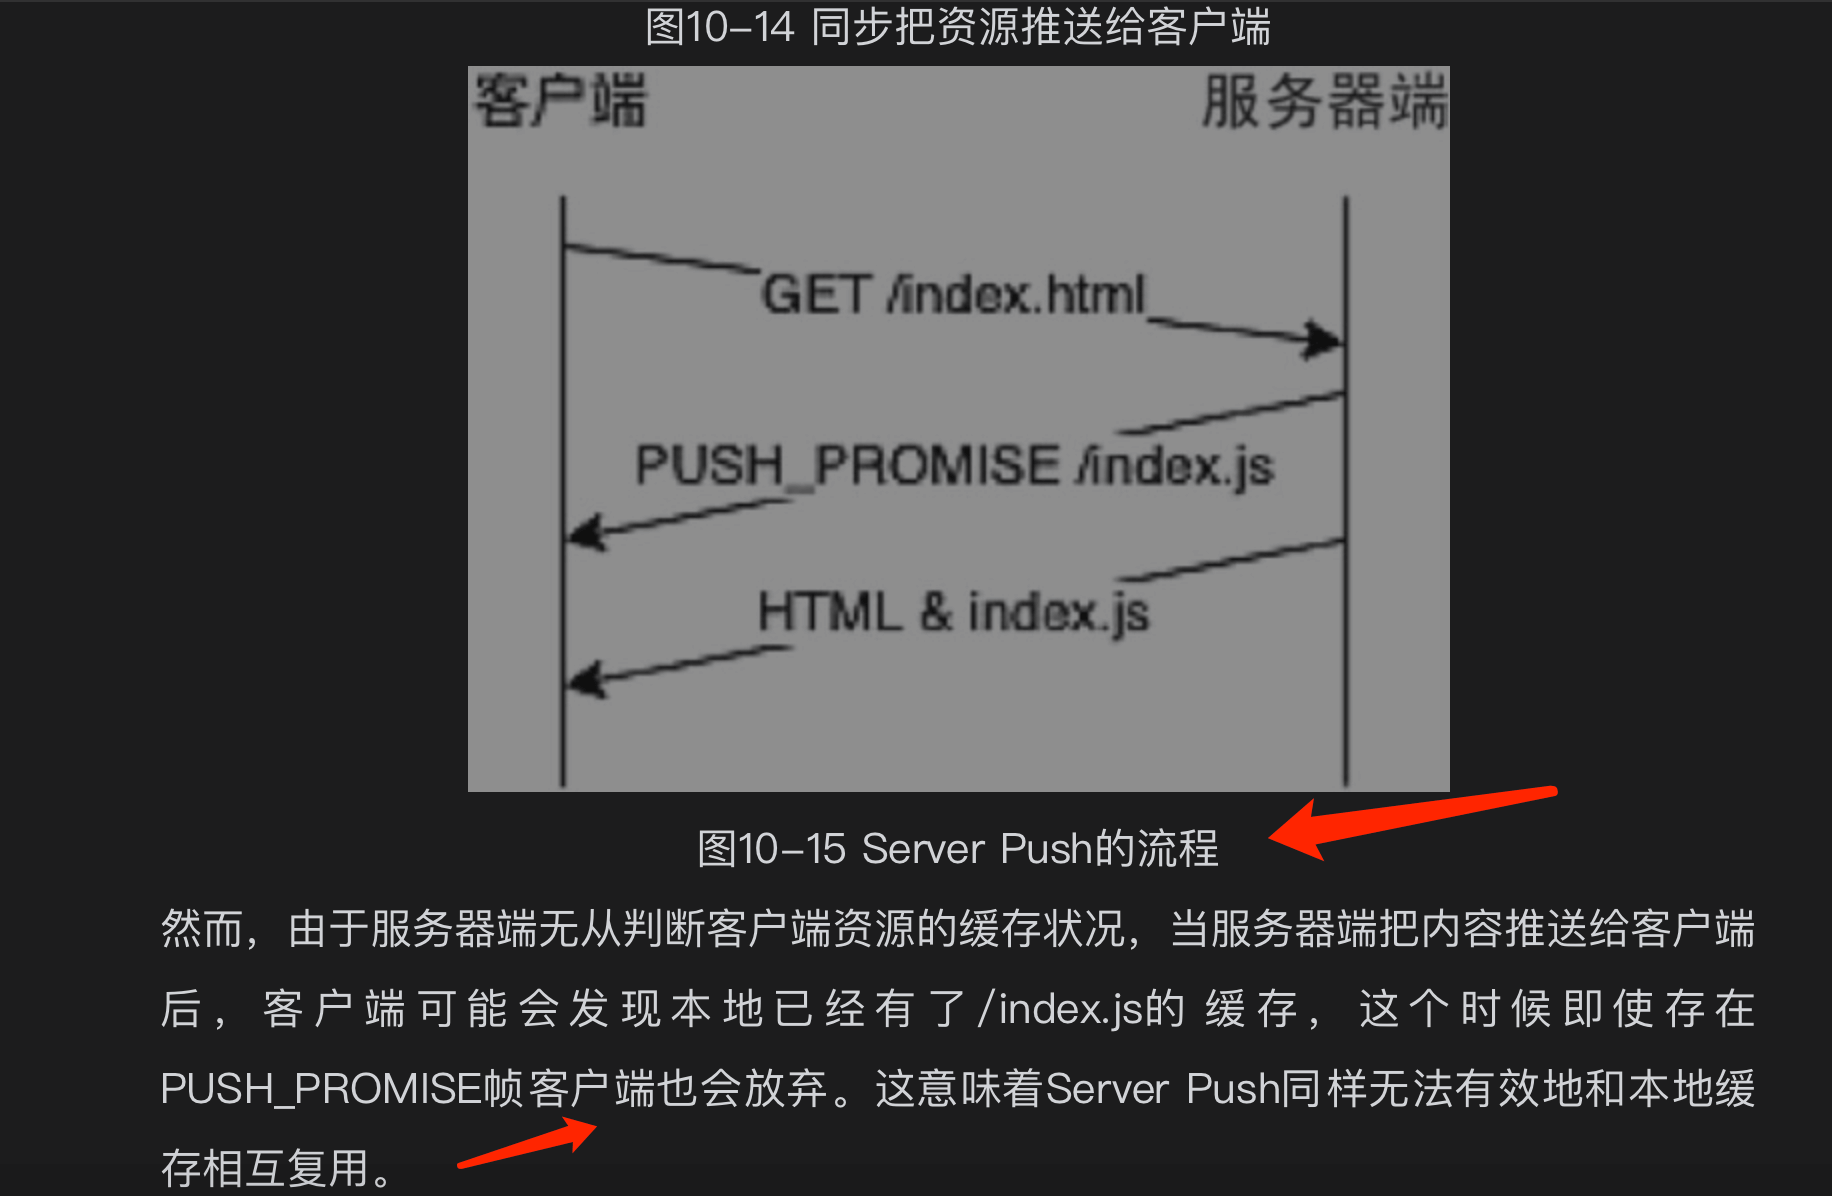 图10-14 同步把资源推送给客户端
客户端
服务器端
GET /index.html
PUSH_PROMISE /index.js
HTML & index.js
图10-15 Server Push的流程
然而，由于服务器端无从判断客户端资源的缓存状况，当服务器端把内容推送给客户端
后，客户端可能会发现本地已经有了/index.js的 缓存，这个时候即使存在
PUSH_PROMISE帧客户端也会放弃。这意味着Server Push同样无法有效地和本地缓
存相互复用。